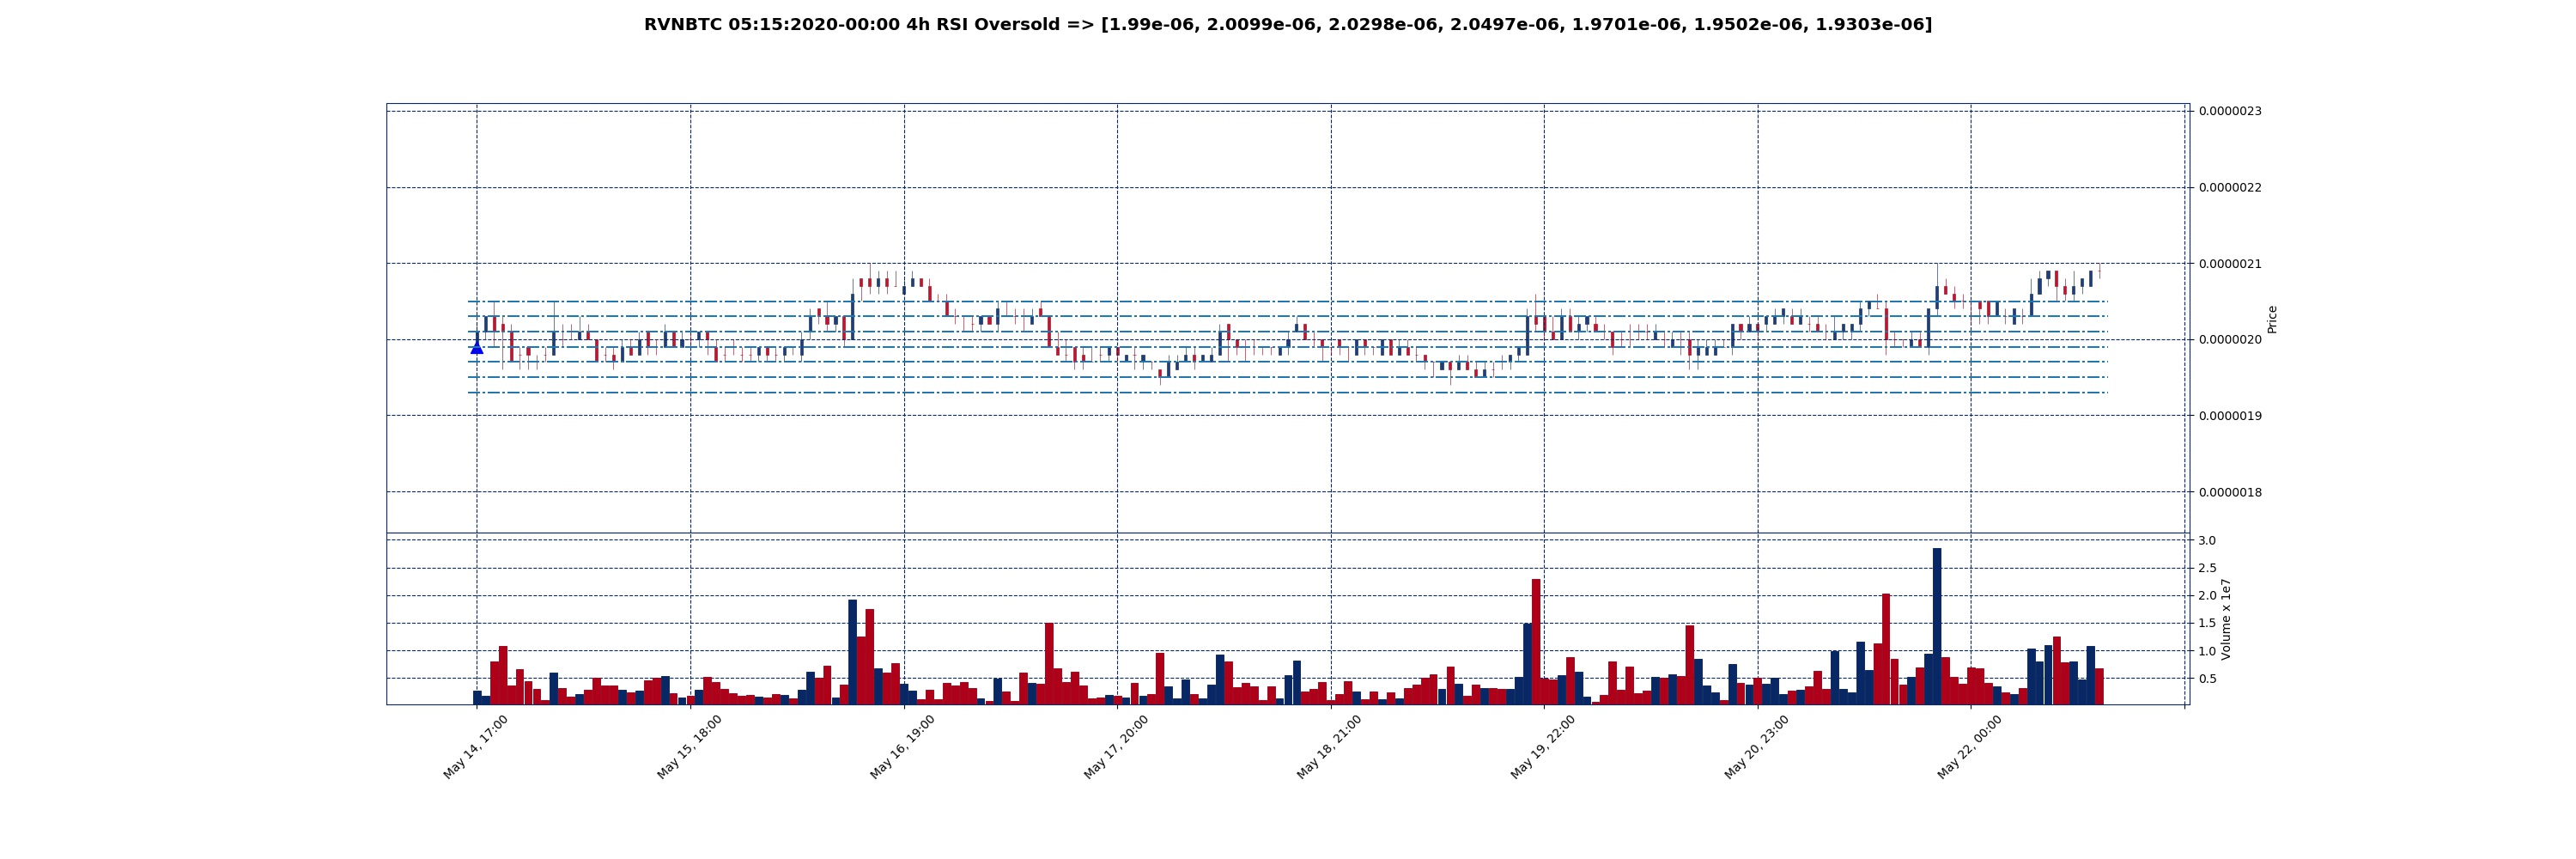 RVNBTC 05:15:2020-00:00 4h RSI Oversold => [1.99e-06, 2.0099e-06, 2.0298e-06, 2.0497e-06, 1.9701e-06, 1.9502e-06, 1.9303e-06]
0.0000023
0.0000022
0.0000021
0.0000020
0.0000019
0.0000018
Price
3.0
2.5
2.0
1.5
1.0
0.5
Volume x 1e7
May 14, 17:00
May 15, 18:00
May 16, 19:00
May 17, 20:00
May 18, 21:00
May 19, 22:00
May 20, 23:00
May 22, 00:00